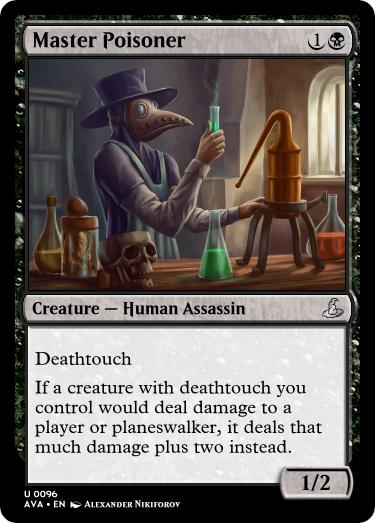 Master Poisoner 1
Creature — Human Assassin
Deathtouch
If a creature with deathtouch you
control would deal damage to a
player or planeswalker, it deals that
much damage plus two instead.
1/2
U 0096
AVA • EN Alexander Nikiforov